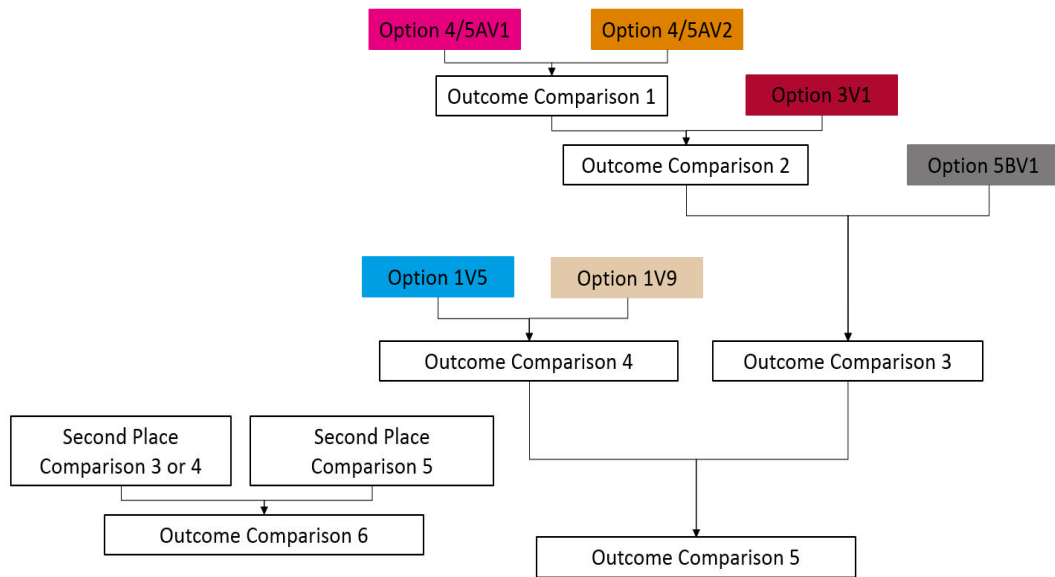 Option 4/5AV1
Option 4/5AV2
Outcome Comparison 1
Option 3V1
Outcome Comparison 2
Option 5BV1
Option 1V5
Option 1V9
Outcome Comparison 4
Outcome Comparison 3
Second Place
Comparison 3 or 4
Second Place
Comparison 5
Outcome Comparison 6
Outcome Comparison 5